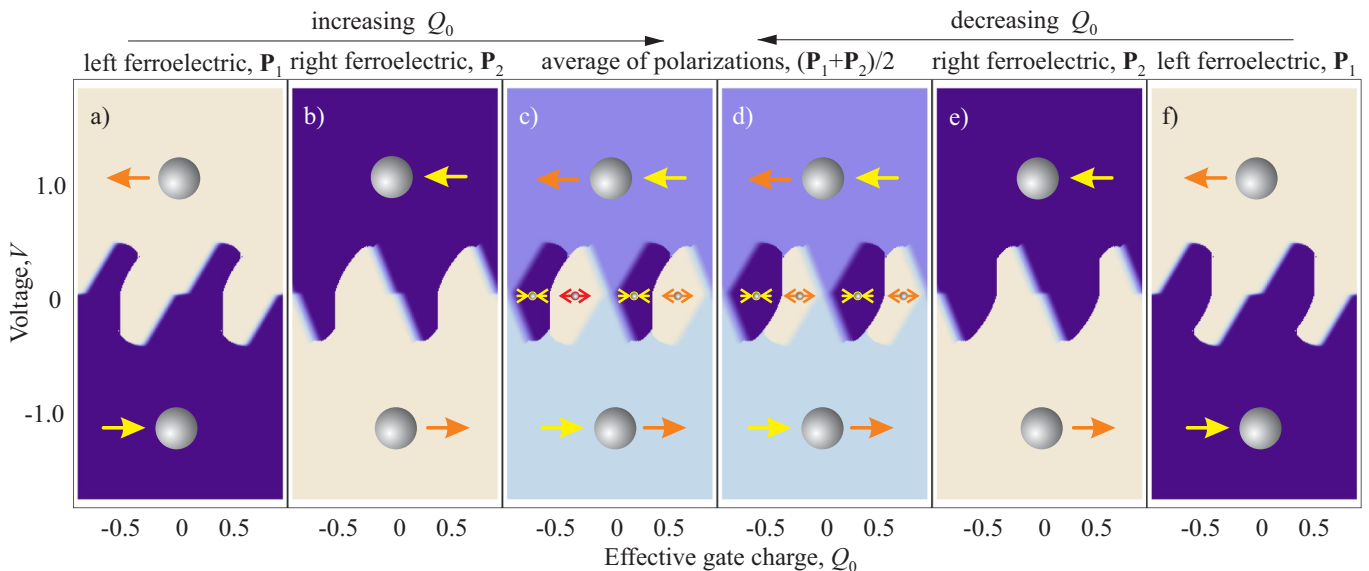 increasing Q0
decreasing Q0
left ferroelectric, P1
right ferroelectric, P2
average of polarizations, (P1+P2)/2
right ferroelectric, P2
left ferroelectric, P1
a)
b)
c)
d)
e)
f)
1.0
0
-1.0
Voltage, V
-0.5 0 0.5
-0.5 0 0.5
-0.5 0 0.5
-0.5 0 0.5
-0.5 0 0.5
-0.5 0 0.5
Effective gate charge, Q0